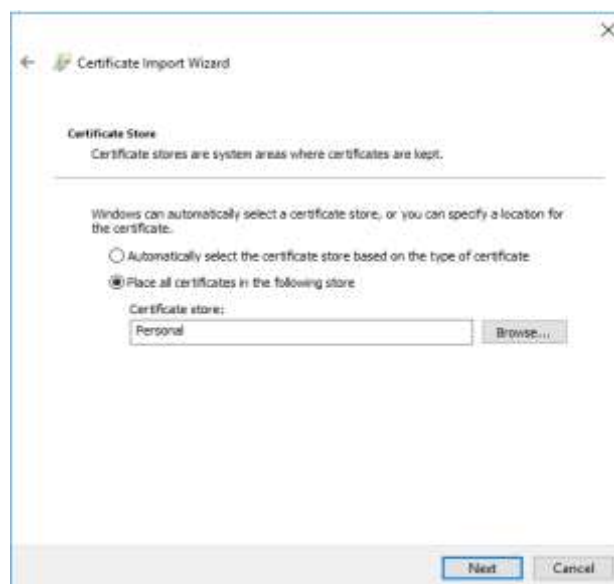 Certificate Import Wizard
Certificate Store
Certificate stores are system areas where certificates are kept.
Windows can automatically select a certificate store, or you can specify a location for
the certificate.
Automatically select the certificate store based on the type of certificate
Place all certificates in the following store
Certificate store:
Personal
Browse...
Next
Cancel